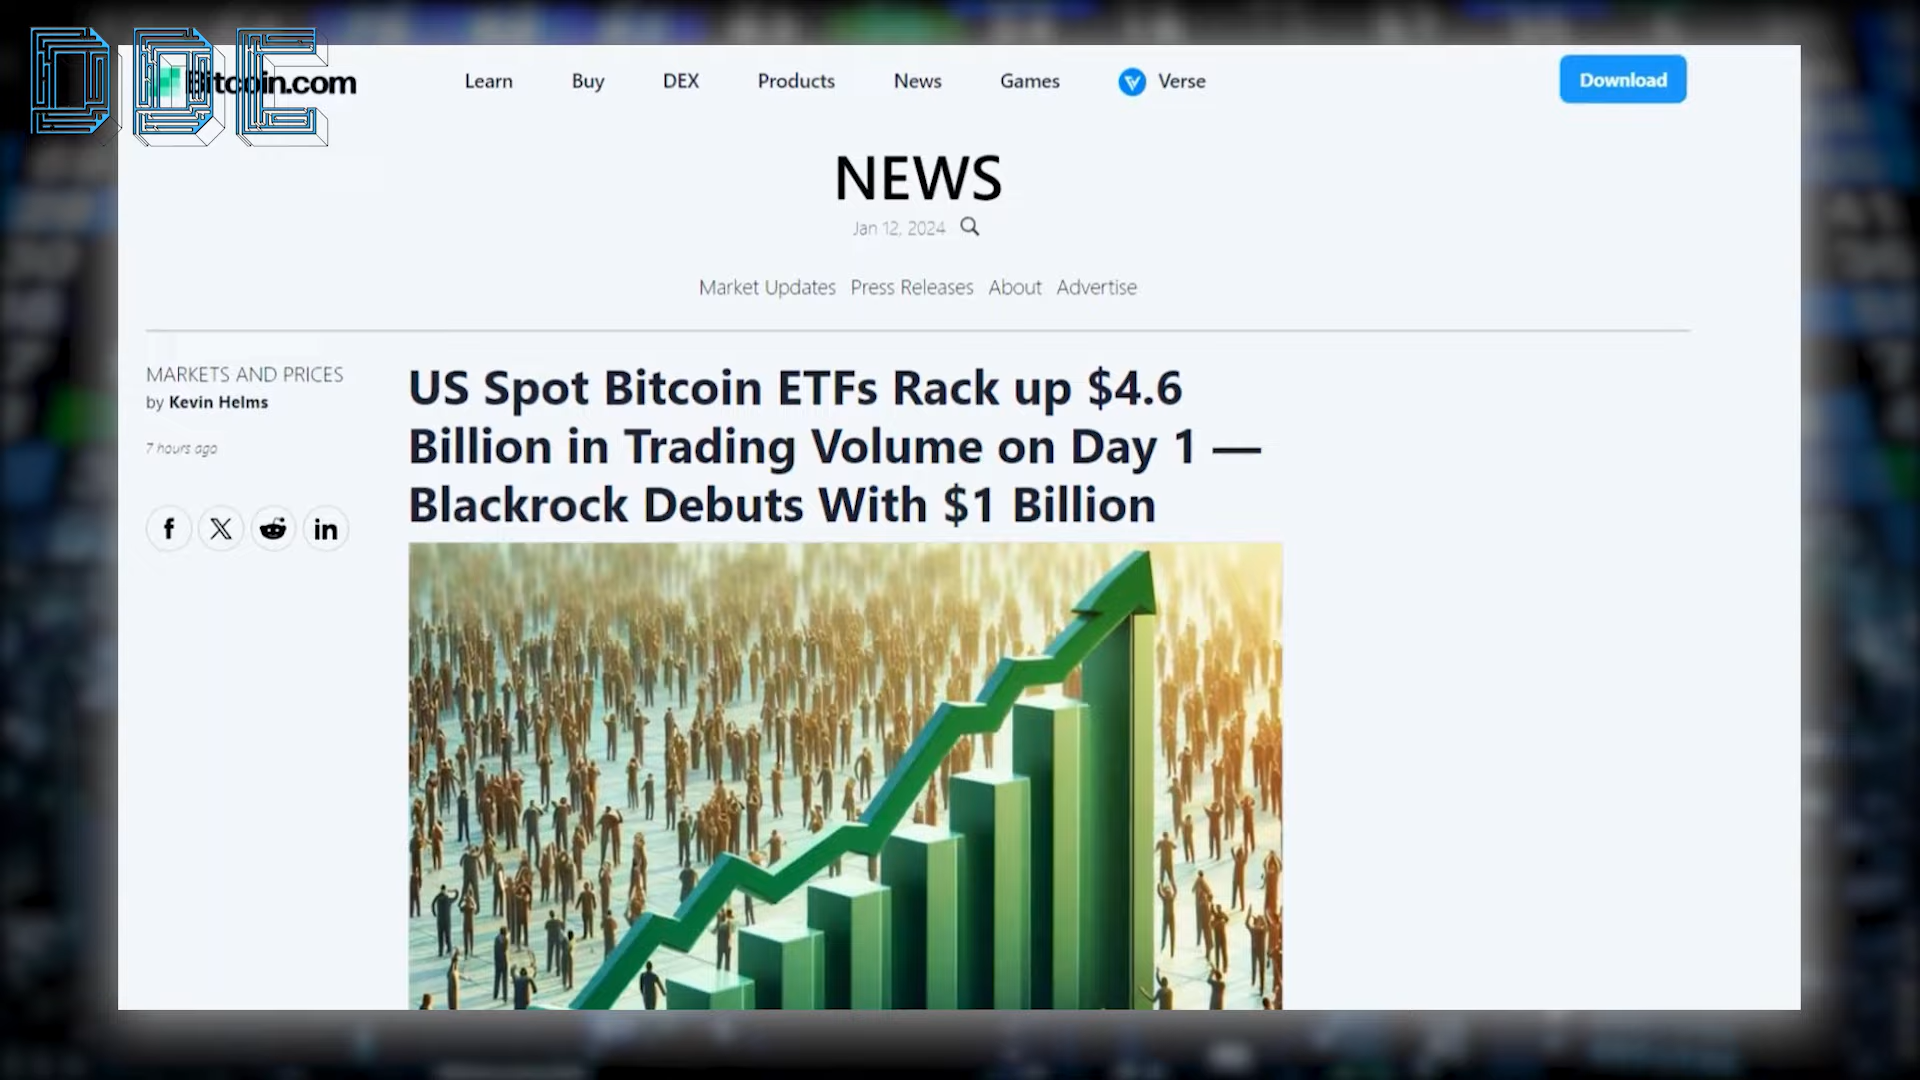 DDC
Bitcoin.com
Learn Buy DEX Products News Games Verse Download
NEWS
Jan 12, 2024
Market Updates Press Releases About Advertise
MARKETS AND PRICES
by Kevin Helms
7 hours ago
US Spot Bitcoin ETFs Rack up $4.6
Billion in Trading Volume on Day 1 —
Blackrock Debuts With $1 Billion